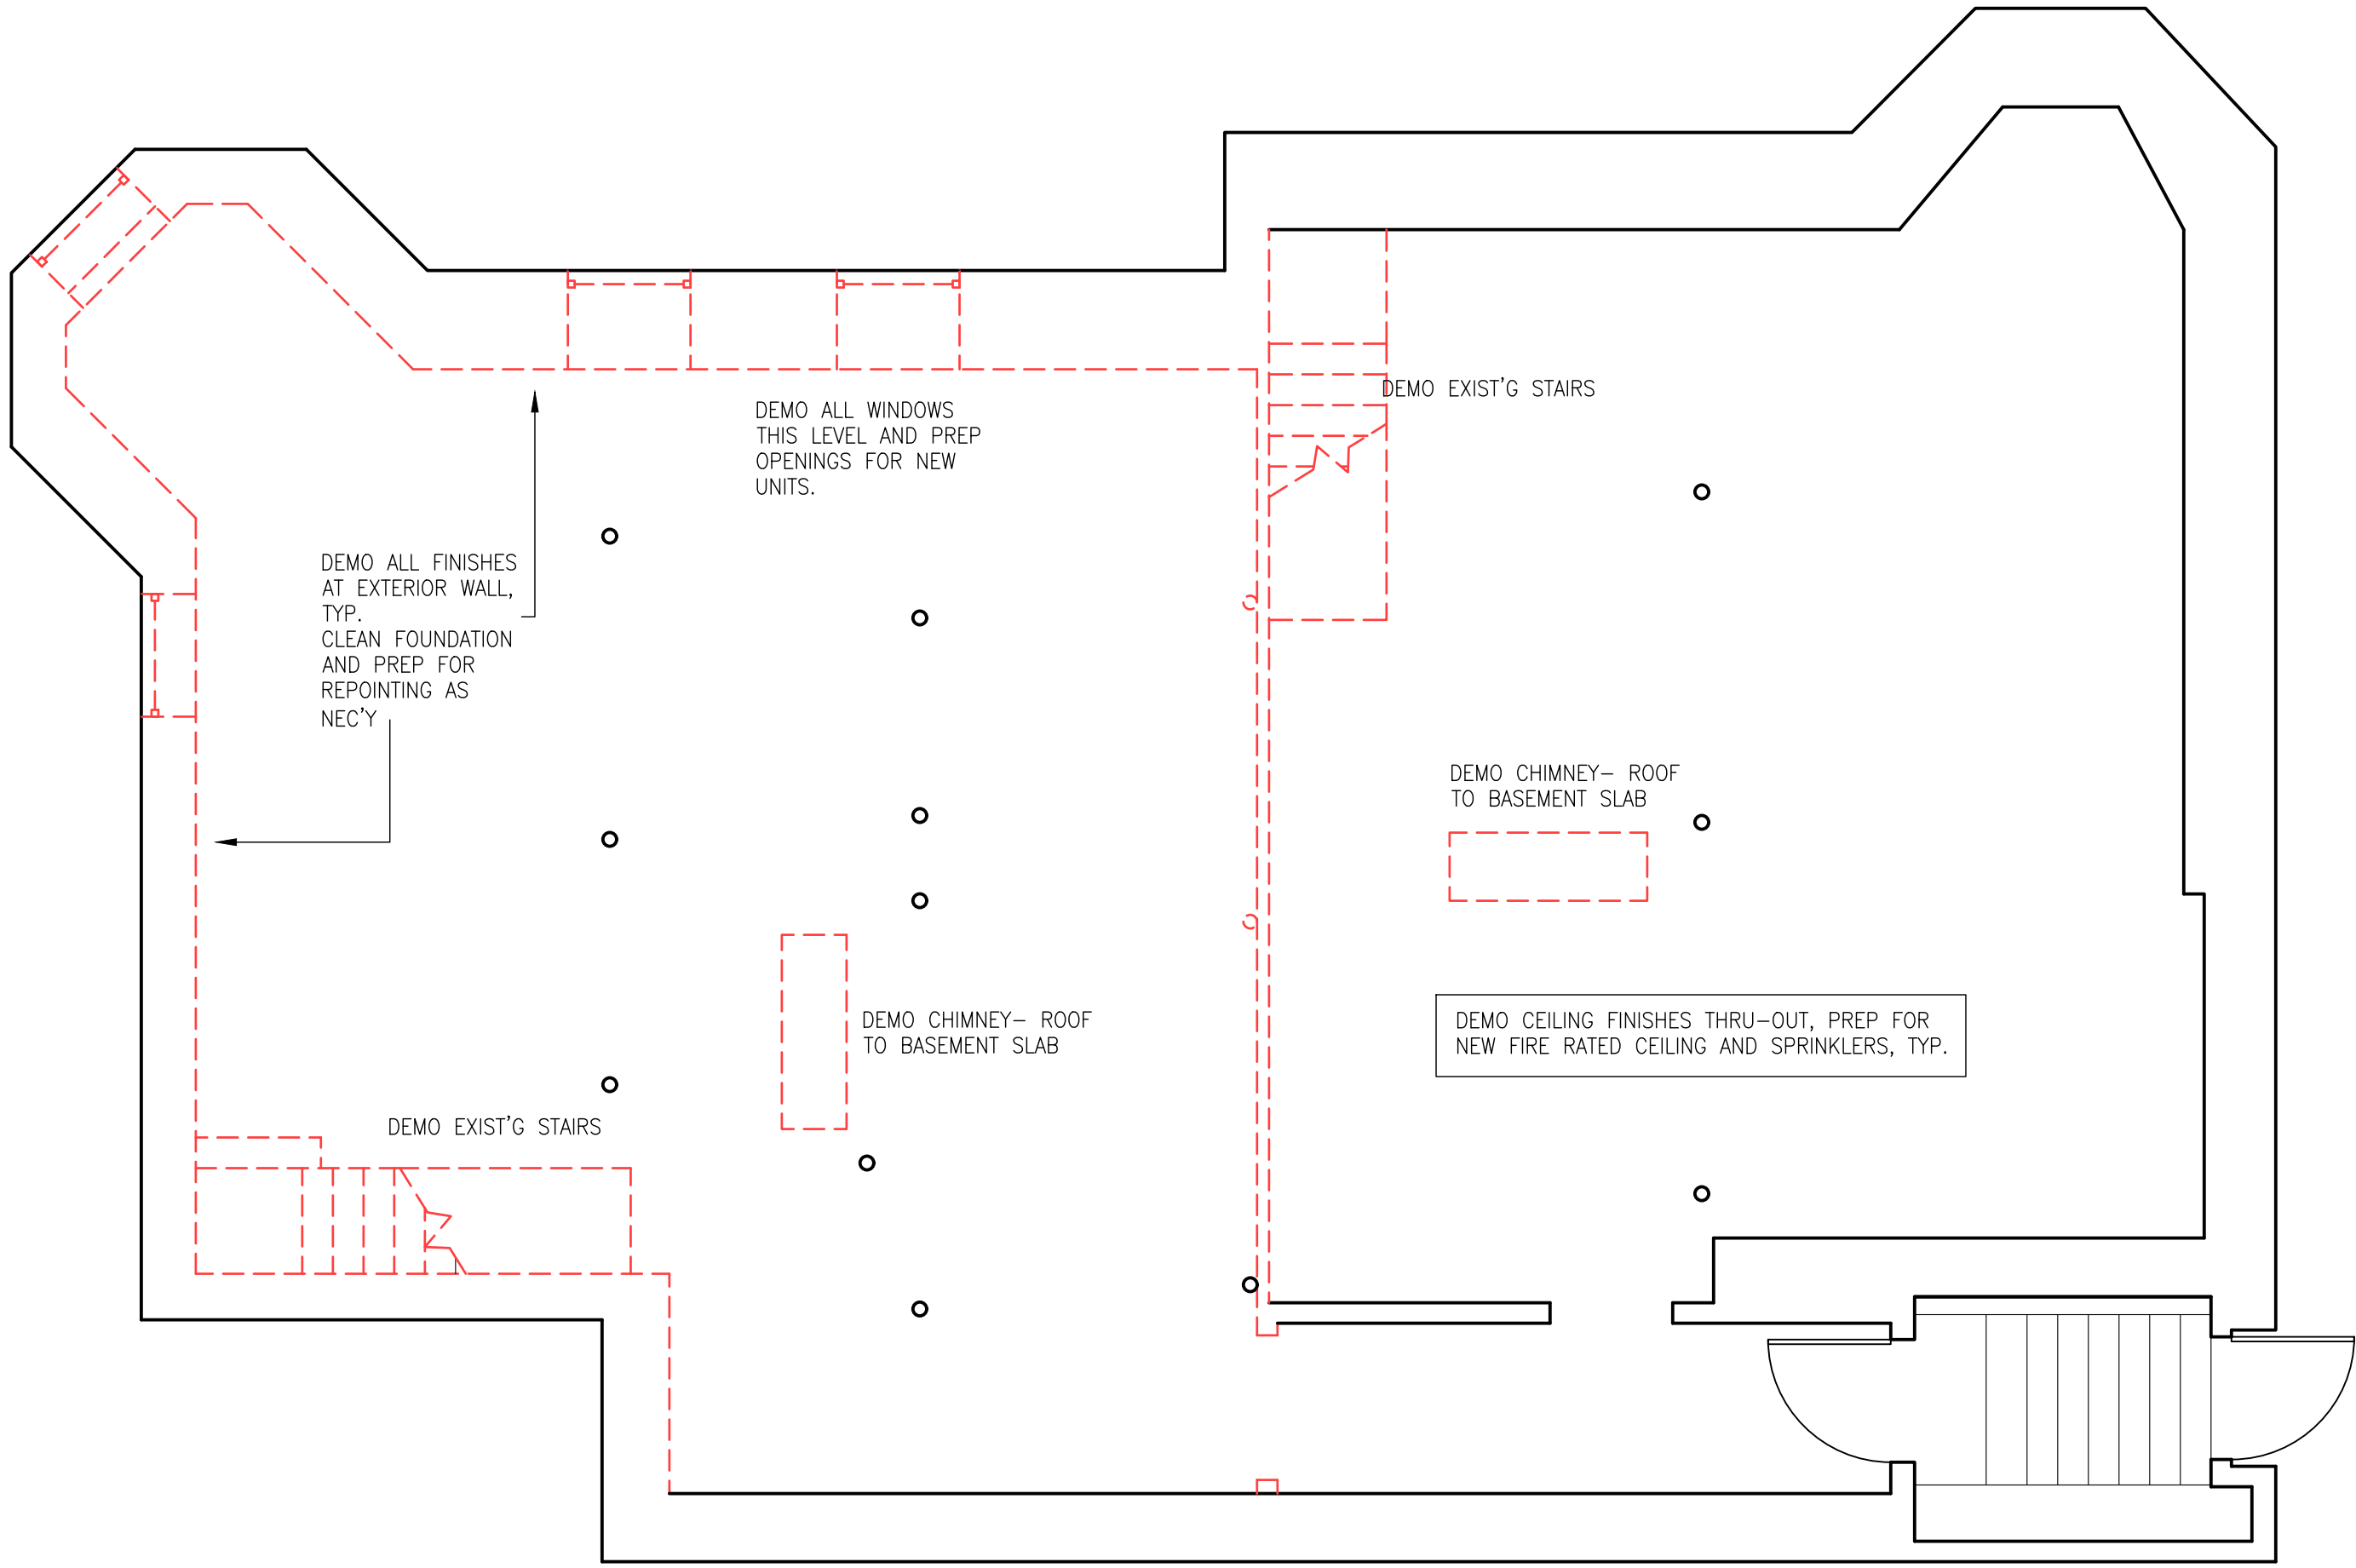 DEMO ALL WINDOWS
THIS LEVEL AND PREP
OPENINGS FOR NEW
UNITS.
DEMO EXIST'G STAIRS
DEMO ALL FINISHES
AT EXTERIOR WALL,
TYP.
CLEAN FOUNDATION
AND PREP FOR
REPOINTING AS
NEC'Y
DEMO CHIMNEY- ROOF
TO BASEMENT SLAB
DEMO CHIMNEY- ROOF
TO BASEMENT SLAB
DEMO CEILING FINISHES THRU-OUT, PREP FOR
NEW FIRE RATED CEILING AND SPRINKLERS, TYP.
DEMO EXIST'G STAIRS